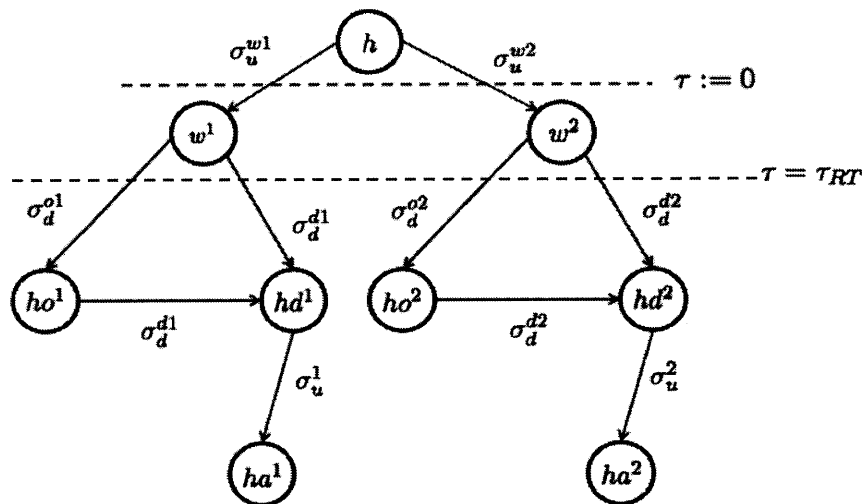 h
σ_u^{w1} σ_u^{w2}
τ := 0
w^1 w^2
τ = τ_{RT}
σ_d^{o1} σ_d^{d1} σ_d^{o2} σ_d^{d2}
ho^1 hd^1 ho^2 hd^2
σ_d^{d1} σ_d^{d2}
σ_u^1 σ_u^2
ha^1 ha^2